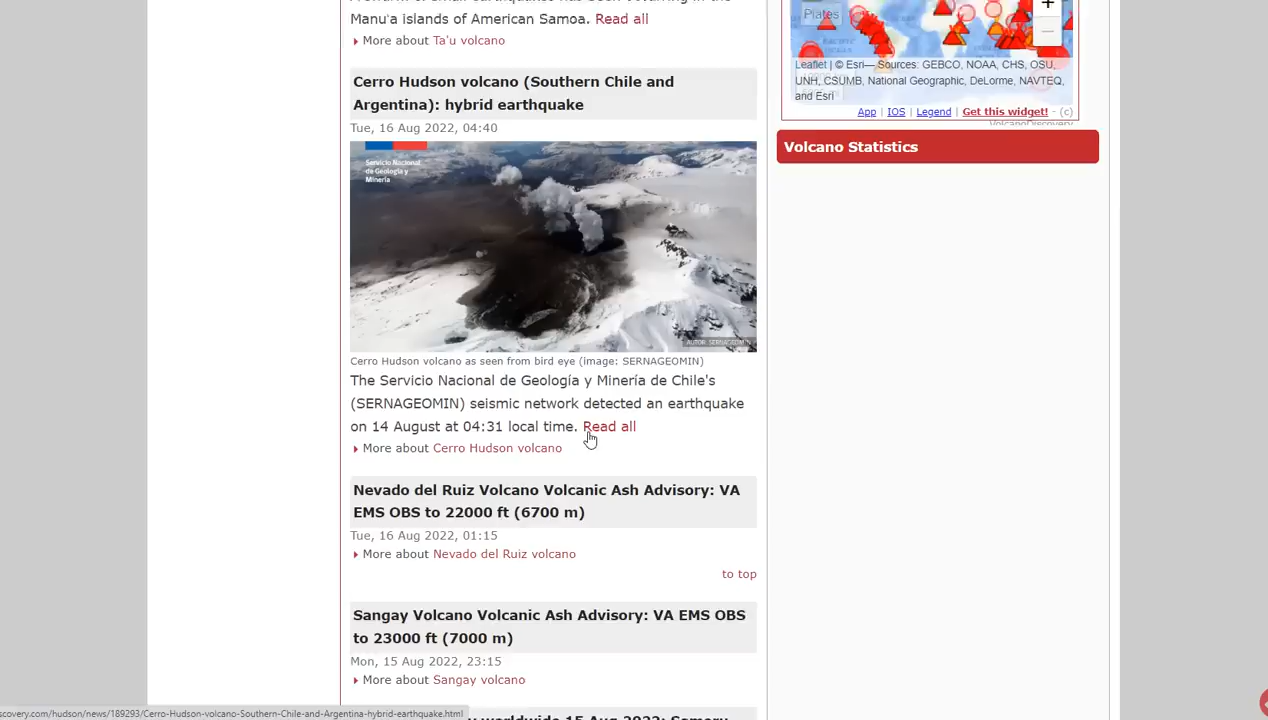 Manu'a islands of American Samoa. Read all
More about Ta'u volcano
Cerro Hudson volcano (Southern Chile and
Argentina): hybrid earthquake
Tue, 16 Aug 2022, 04:40
Servicio Nacional
de Geología y
Minería
AUTOR: SERNAGEOMIN
Cerro Hudson volcano as seen from bird eye (image: SERNAGEOMIN)
The Servicio Nacional de Geología y Minería de Chile's
(SERNAGEOMIN) seismic network detected an earthquake
on 14 August at 04:31 local time. Read all
More about Cerro Hudson volcano
Nevado del Ruiz Volcano Volcanic Ash Advisory: VA
EMS OBS to 22000 ft (6700 m)
Tue, 16 Aug 2022, 01:15
More about Nevado del Ruiz volcano
to top
Sangay Volcano Volcanic Ash Advisory: VA EMS OBS
to 23000 ft (7000 m)
Mon, 15 Aug 2022, 23:15
More about Sangay volcano
Plates
+
−
Leaflet | © Esri— Sources: GEBCO, NOAA, CHS, OSU,
UNH, CSUMB, National Geographic, DeLorme, NAVTEQ,
and Esri
App | IOS | Legend | Get this widget! - (c)
VolcanoDiscovery
Volcano Statistics
scovery.com/hudson/news/189293/Cerro-Hudson-volcano-Southern-Chile-and-Argentina-hybrid-earthquake.html